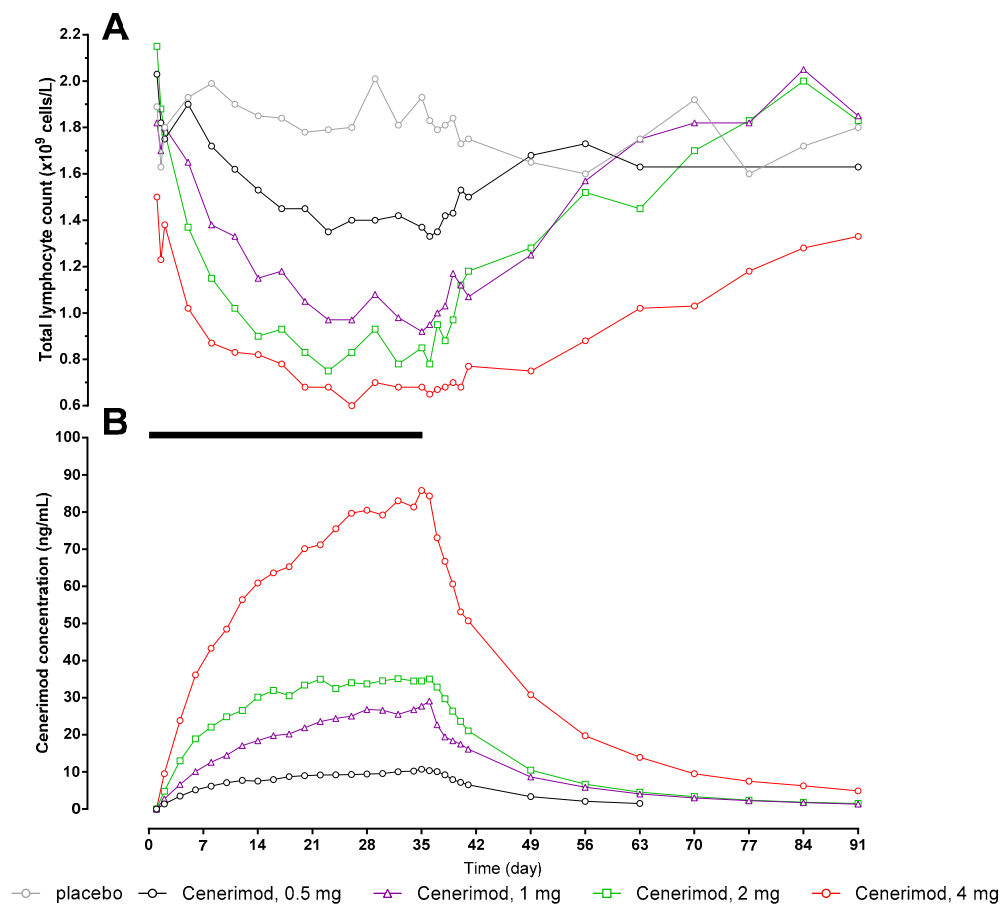 A
Total lymphocyte count (x10⁹ cells/L)
2.2
2.0
1.8
1.6
1.4
1.2
1.0
0.8
0.6
B
Cenerimod concentration (ng/mL)
100
90
80
70
60
50
40
30
20
10
0
0 7 14 21 28 35 42 49 56 63 70 77 84 91
Time (day)
placebo Cenerimod, 0.5 mg Cenerimod, 1 mg Cenerimod, 2 mg Cenerimod, 4 mg